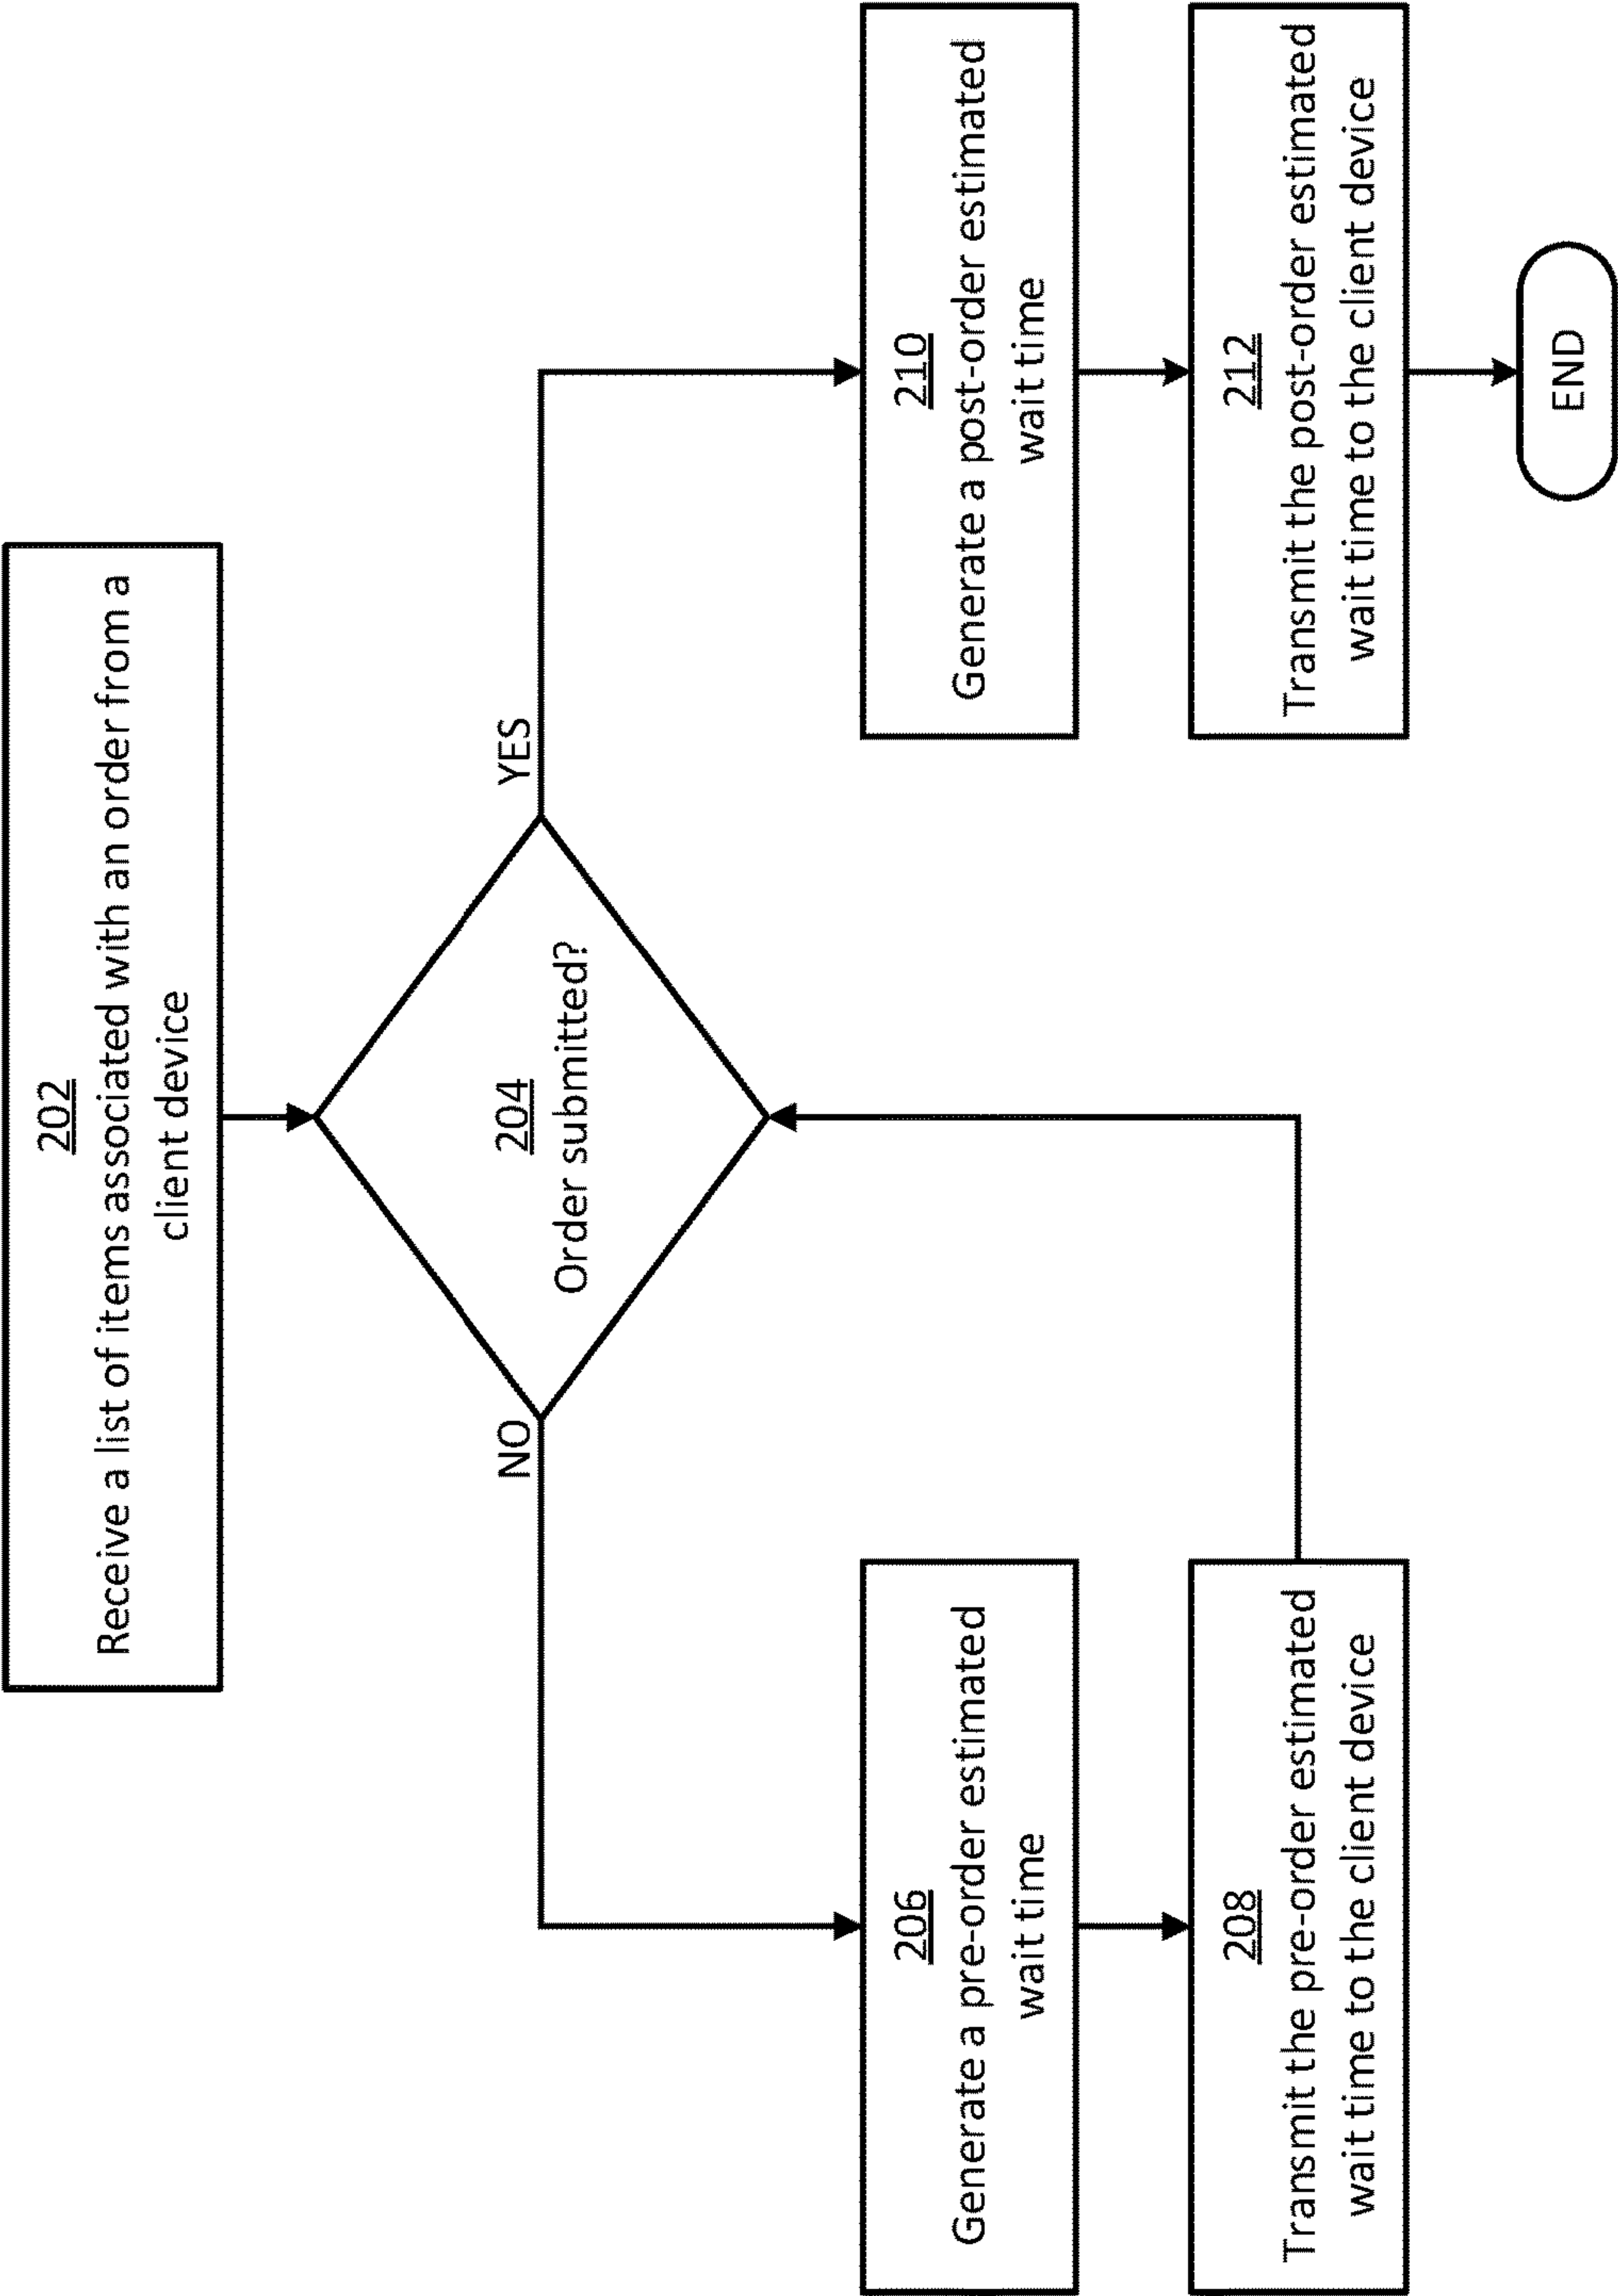 202
Receive a list of items associated with an order from a
client device
204
Order submitted?
NO
YES
206
Generate a pre-order estimated
wait time
208
Transmit the pre-order estimated
wait time to the client device
210
Generate a post-order estimated
wait time
212
Transmit the post-order estimated
wait time to the client device
END